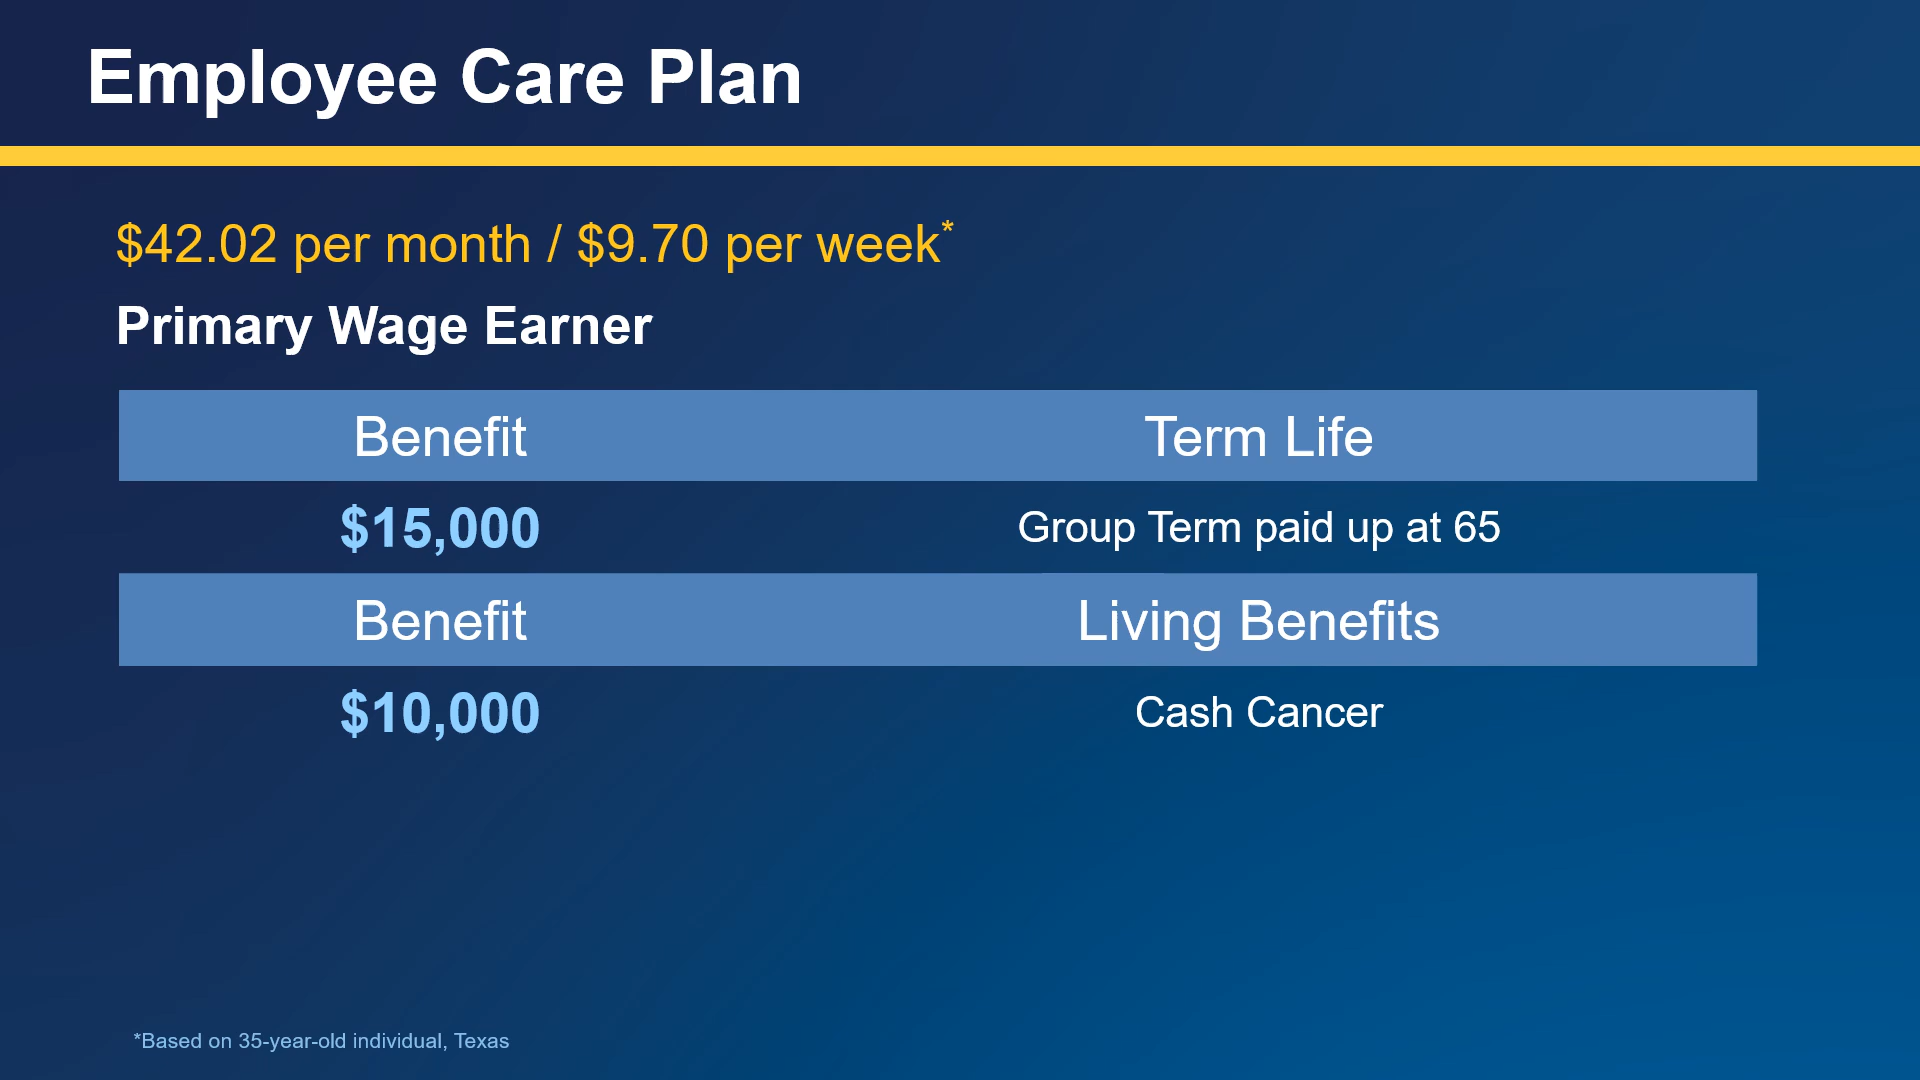 Employee Care Plan
$42.02 per month / $9.70 per week*
Primary Wage Earner
Benefit Term Life
$15,000 Group Term paid up at 65
Benefit Living Benefits
$10,000 Cash Cancer
*Based on 35-year-old individual, Texas